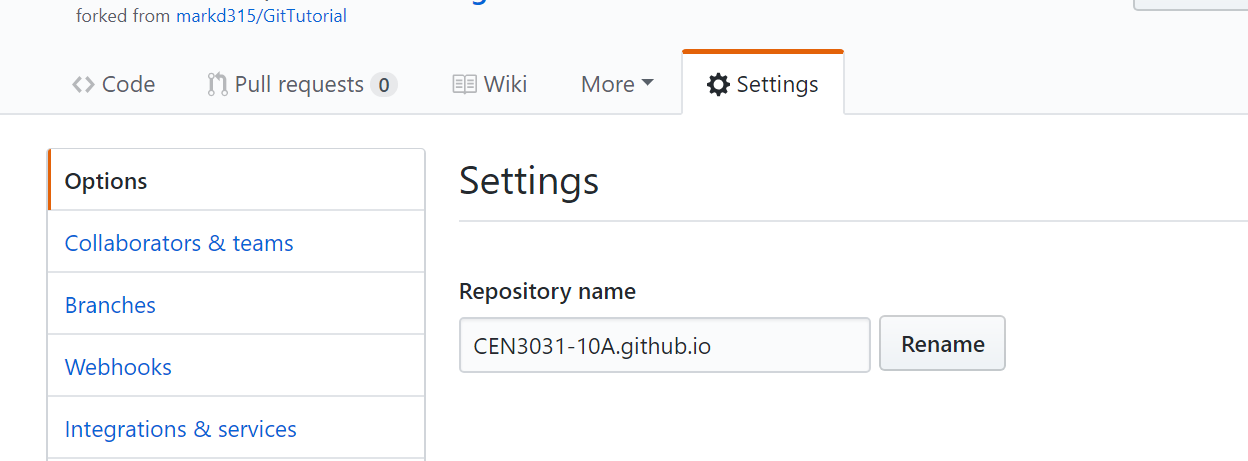 forked from markd315/GitTutorial
Code Pull requests 0 Wiki More Settings
Options
Collaborators & teams
Branches
Webhooks
Integrations & services
Settings
Repository name
CEN3031-10A.github.io Rename